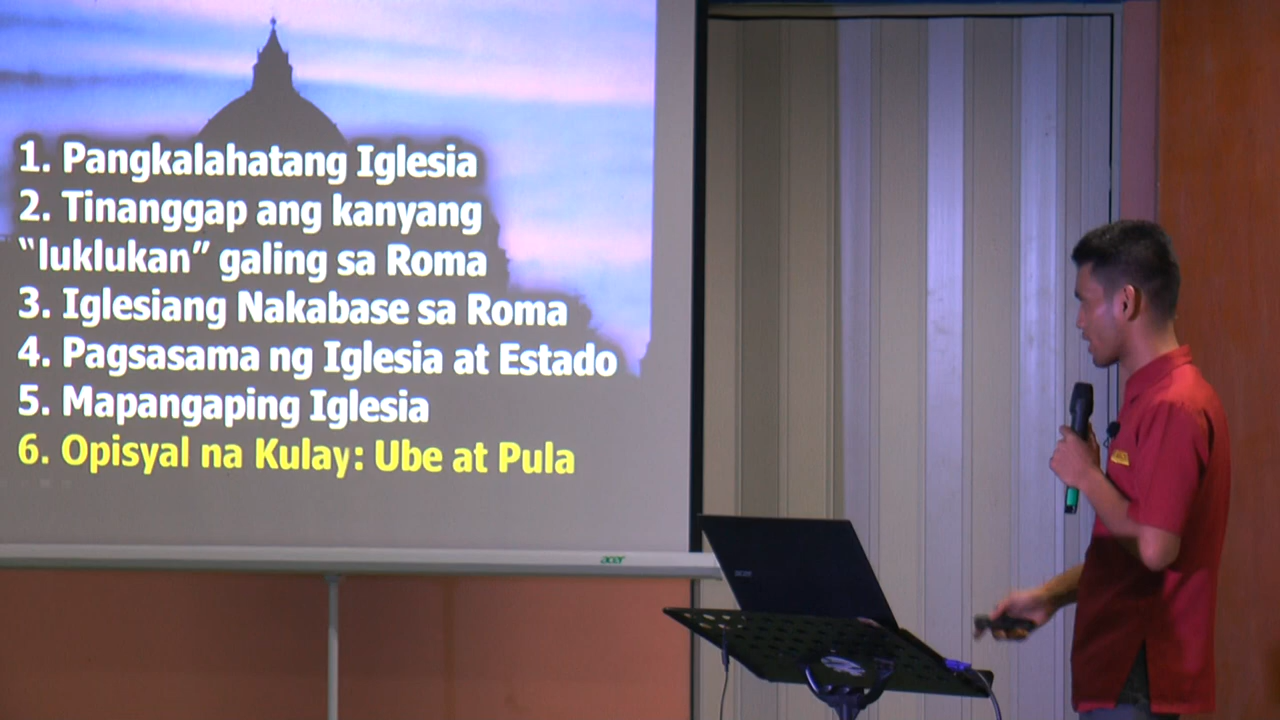 1. Pangkalahatang Iglesia
2. Tinanggap ang kanyang
“luklukan” galing sa Roma
3. Iglesiang Nakabase sa Roma
4. Pagsasama ng Iglesia at Estado
5. Mapangaping Iglesia
6. Opisyal na Kulay: Ube at Pula
acer
acer